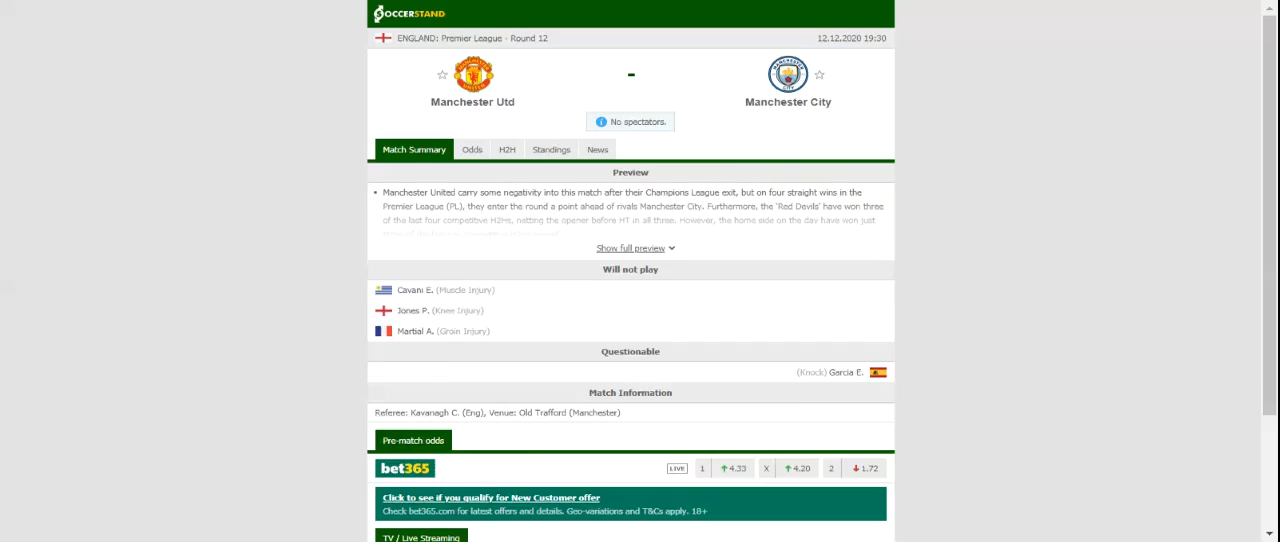 SOCCERSTAND
ENGLAND: Premier League - Round 12 12.12.2020 19:30
Manchester Utd - Manchester City
No spectators.
Match Summary Odds H2H Standings News
Preview
Manchester United carry some negativity into this match after their Champions League exit, but on four straight wins in the
Premier League (PL), they enter the round a point ahead of rivals Manchester City. Furthermore, the 'Red Devils' have won three
of the last four competitive H2Hs, netting the opener before HT in all three. However, the home side on the day have won just
Show full preview
Will not play
Cavani E. (Muscle Injury)
Jones P. (Knee Injury)
Martial A. (Groin Injury)
Questionable
(Knock) Garcia E.
Match Information
Referee: Kavanagh C. (Eng), Venue: Old Trafford (Manchester)
Pre-match odds
bet365 LIVE 1 4.33 X 4.20 2 1.72
Click to see if you qualify for New Customer offer
Check bet365.com for latest offers and details. Geo-variations and T&Cs apply. 18+
TV / Live Streaming